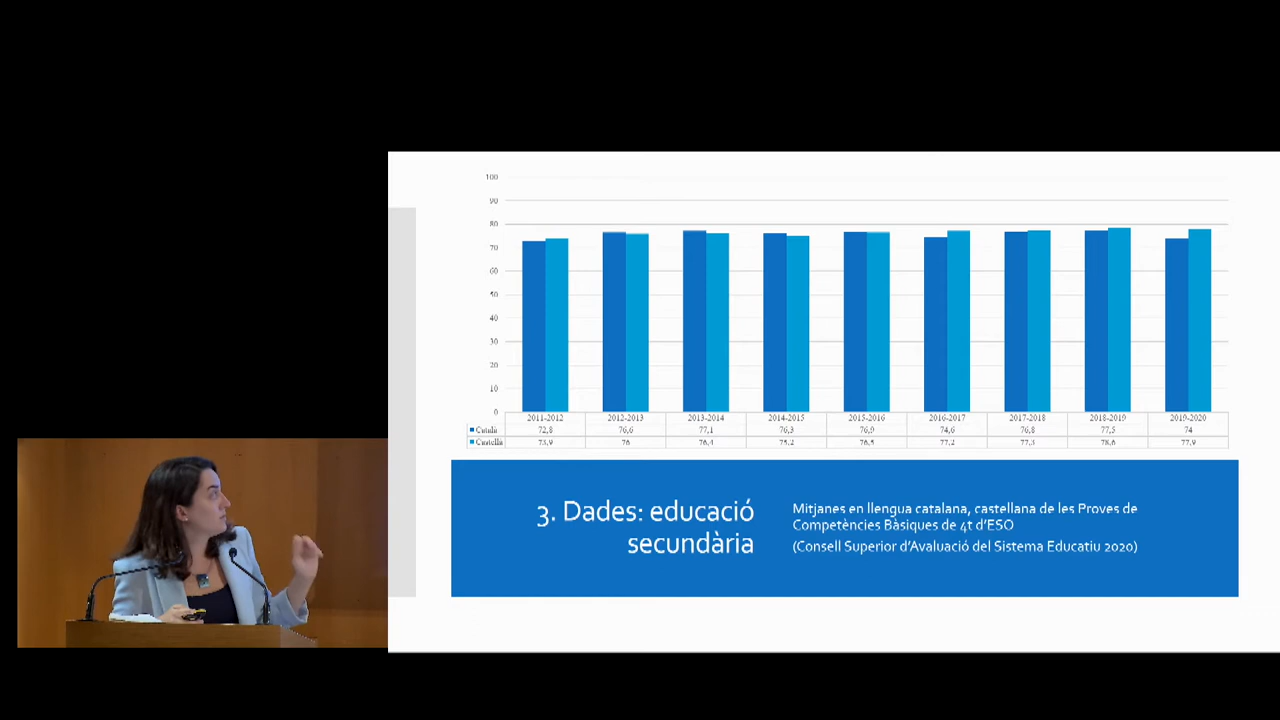 100
90
80
70
60
50
40
30
20
10
0
2011-2012 2012-2013 2013-2014 2014-2015 2015-2016 2016-2017 2017-2018 2018-2019 2019-2020
Català 72,8 76,6 77,1 76,3 76,9 74,6 76,8 77,5 74
Castellà 73,9 76 76,4 75,2 76,5 77,2 77,3 78,6 77,9
3. Dades: educació
secundària
Mitjanes en llengua catalana, castellana de les Proves de
Competències Bàsiques de 4t d'ESO
(Consell Superior d'Avaluació del Sistema Educatiu 2020)